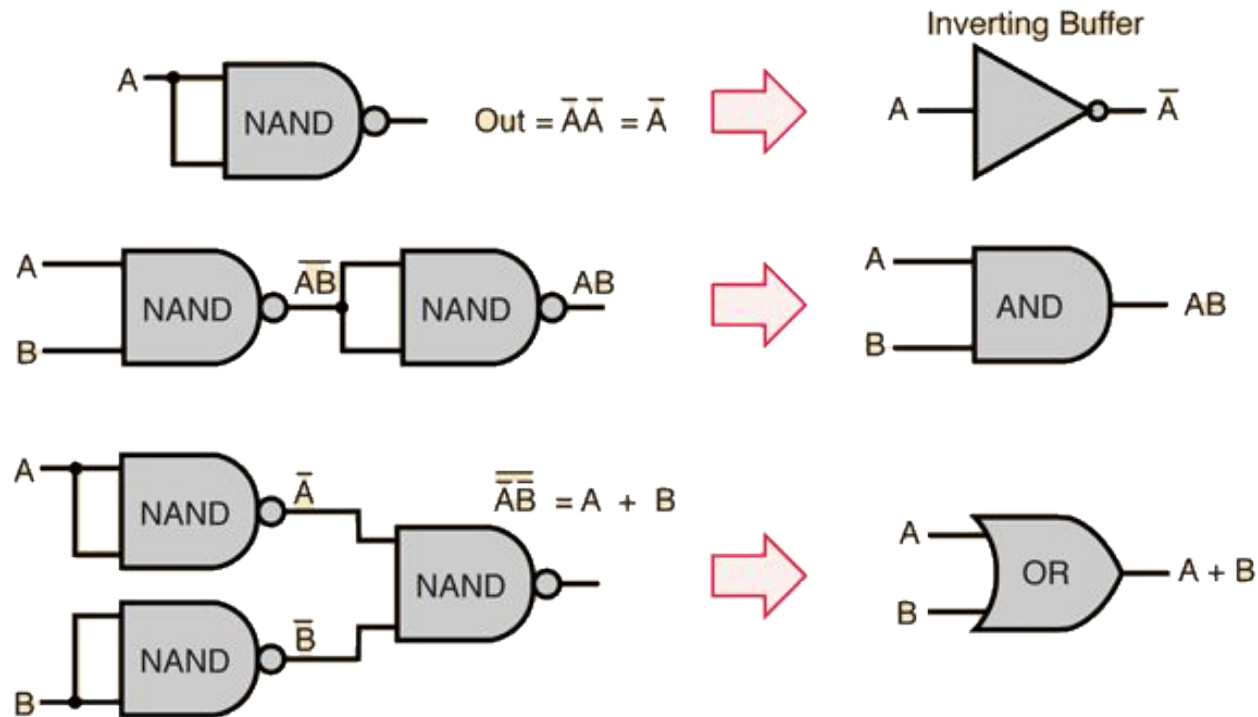 Inverting Buffer
A NAND Out = A̅A̅ = A̅ A A̅
A B NAND A̅B̅ NAND AB A B AND AB
A NAND A̅ A̿B̿ = A + B
NAND A OR A + B
B NAND B̅ B